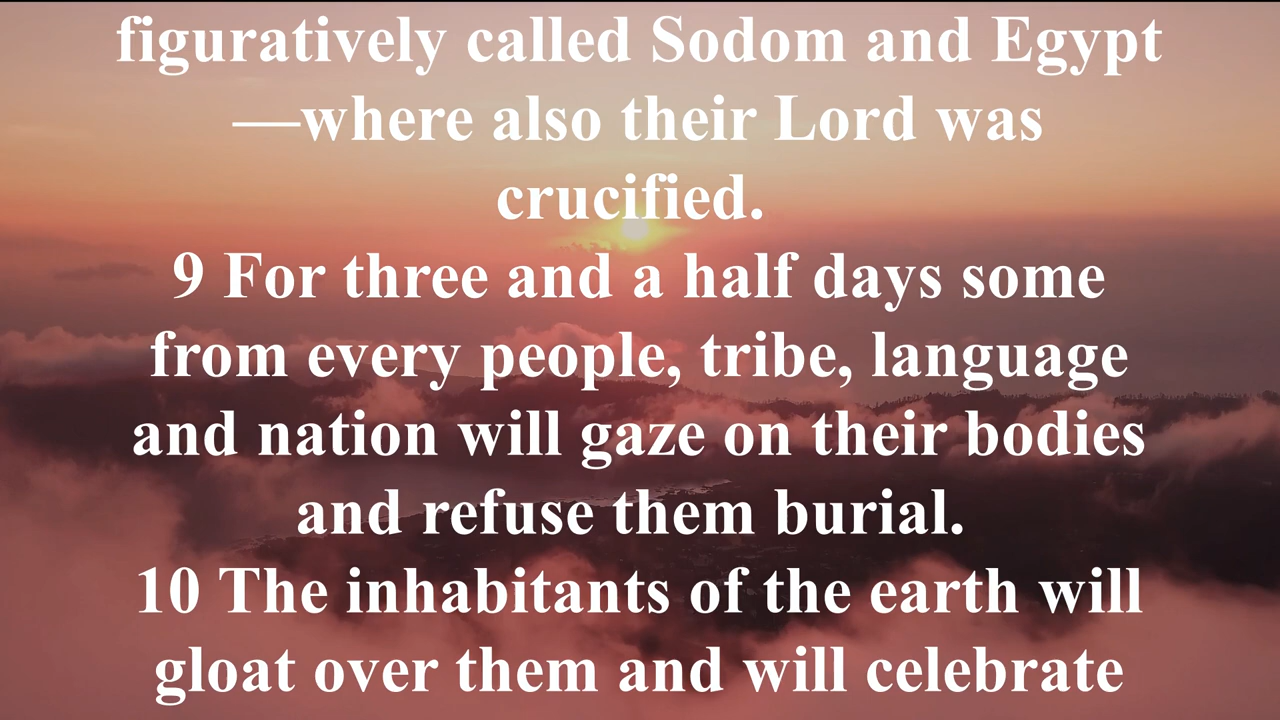 figuratively called Sodom and Egypt
—where also their Lord was
crucified.
9 For three and a half days some
from every people, tribe, language
and nation will gaze on their bodies
and refuse them burial.
10 The inhabitants of the earth will
gloat over them and will celebrate